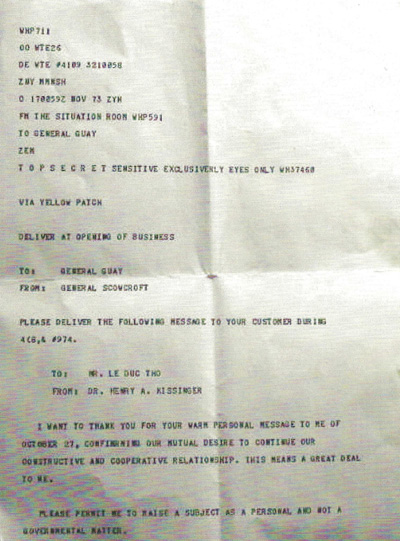 WHP711
OO WTE26
DE WTE #4109 3210058
ZNY MMNSH
O 170059Z NOV 73 ZYH
FM THE SITUATION ROOM WHP591
TO GENERAL GUAY
ZEM
T O P S E C R E T SENSITIVE EXCLUSIVENLY EYES ONLY WH37460
VIA YELLOW PATCH
DELIVER AT OPENING OF BUSINESS
TO: GENERAL GUAY
FROM: GENERAL SCOWCROFT
PLEASE DELIVER THE FOLLOWING MESSAGE TO YOUR CUSTOMER DURING
4(8,& #974.
TO: MR. LE DUC THO
FROM: DR. HENRY A. KISSINGER
I WANT TO THANK YOU FOR YOUR WARM PERSONAL MESSAGE TO ME OF
OCTOBER 27, CONFIRMING OUR MUTUAL DESIRE TO CONTINUE OUR
CONSTRUCTIVE AND COOPERATIVE RELATIONSHIP. THIS MEANS A GREAT DEAL
TO ME.
PLEASE PERMIT ME TO RAISE A SUBJECT AS A PERSONAL AND NOT A
GOVERNMENTAL MATTER.